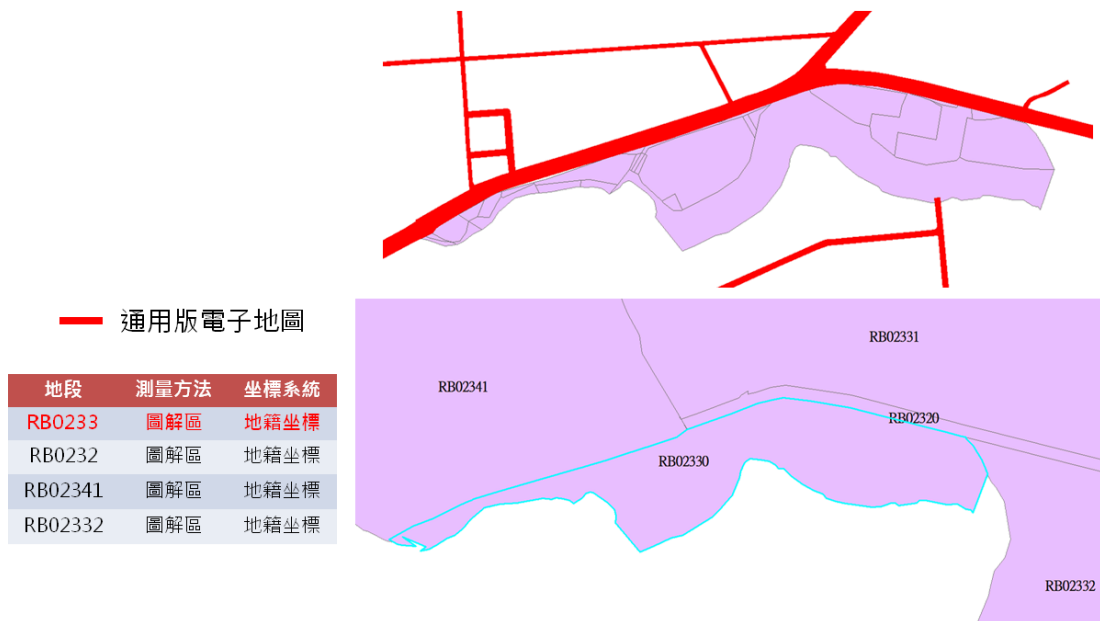 通用版電子地圖
地段 測量方法 坐標系統
RB0233 圖解區 地籍坐標
RB0232 圖解區 地籍坐標
RB02341 圖解區 地籍坐標
RB02332 圖解區 地籍坐標
RB02331
RB02341
RB02320
RB02330
RB02332